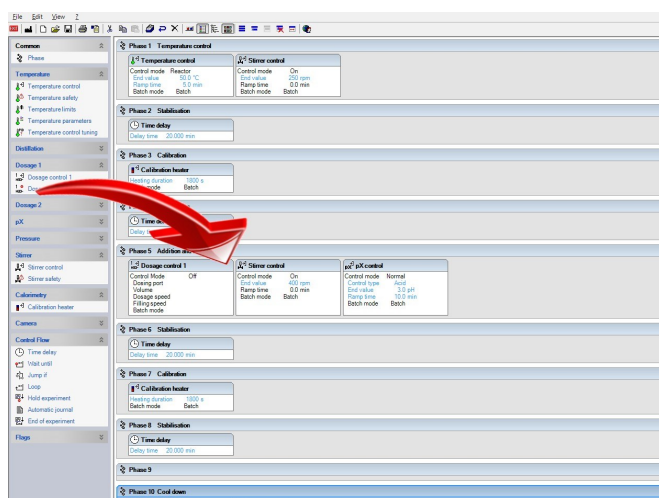 File Edit View ?
Common
Phase
Temperature
Temperature control
Temperature safety
Temperature limits
Temperature parameters
Temperature control tuning
Distillation
Dosage 1
Dosage control 1
Dosage 2
pX
Pressure
Stirrer
Stirrer control
Stirrer safety
Calorimetry
Calibration heater
Camera
Control Flow
Time delay
Wait until
Jump if
Loop
Hold experiment
Automatic journal
End of experiment
Flags
Phase 1 Temperature control
Temperature control
Control mode Reactor
End value 50.0 °C
Ramp time 5.0 min
Batch mode Batch
Stirrer control
Control mode On
End value 250 rpm
Ramp time 0.0 min
Batch mode Batch
Phase 2 Stabilisation
Time delay
Delay time 20.000 min
Phase 3 Calibration
Calibration heater
Heating duration 1800 s
mode Batch
Time
Phase 5 Addition
Dosage control 1
Control Mode Off
Dosing port
Volume
Dosage speed
Filling speed
Batch mode
Stirrer control
Control mode On
End value 400 rpm
Ramp time 0.0 min
Batch mode Batch
pX control
Control mode Normal
Control type Acid
End value 3.0 pH
Ramp time 10.0 min
Batch mode Batch
Phase 6 Stabilisation
Time delay
Delay time 20.000 min
Phase 7 Calibration
Calibration heater
Heating duration 1800 s
Batch mode Batch
Phase 8 Stabilisation
Time delay
Delay time 20.000 min
Phase 9
Phase 10 Cool down